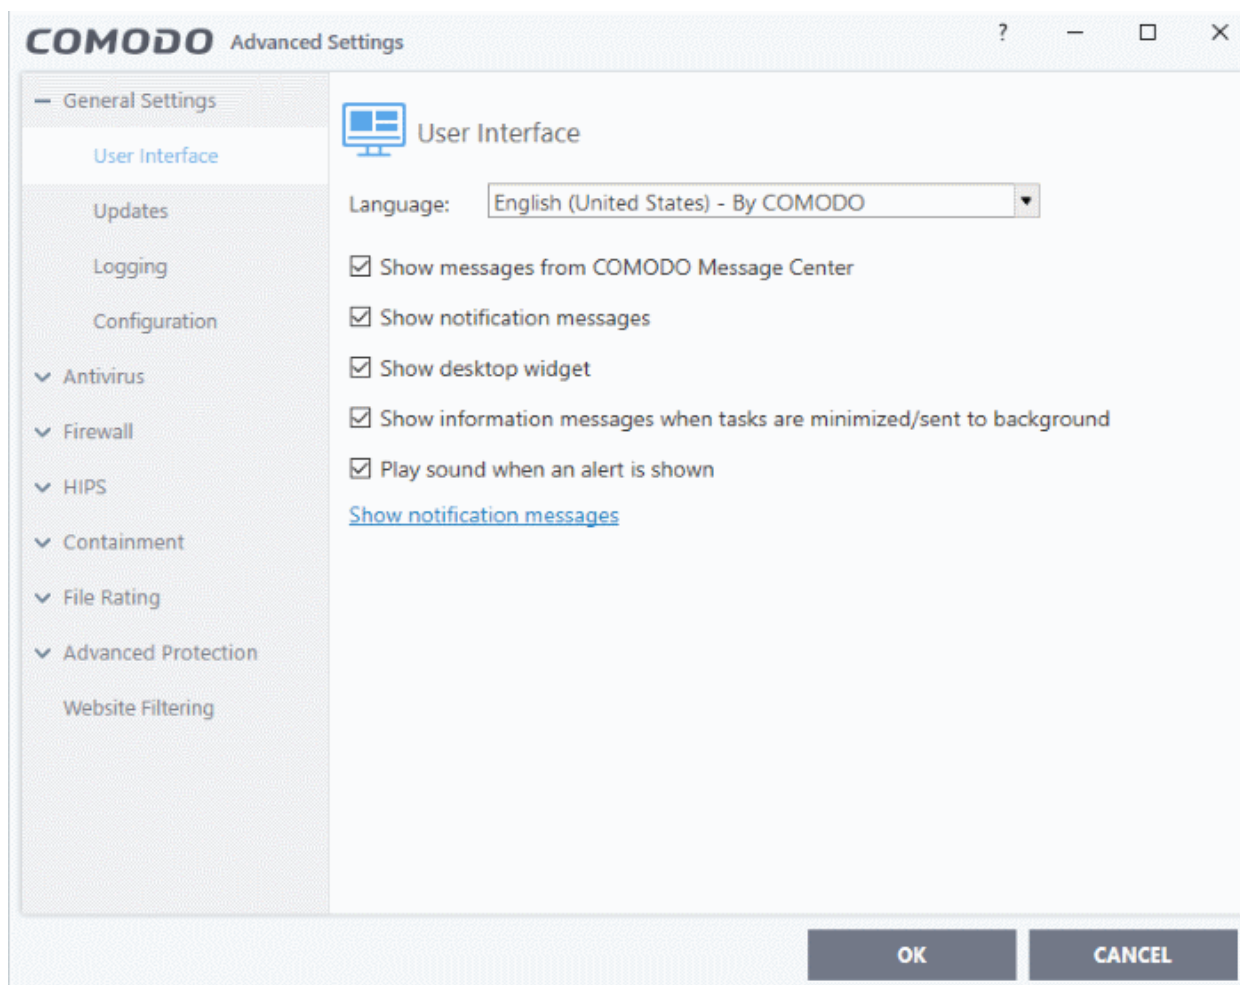 COMODO Advanced Settings ?
General Settings
User Interface
Updates
Logging
Configuration
Antivirus
Firewall
HIPS
Containment
File Rating
Advanced Protection
Website Filtering
User Interface
Language: English (United States) - By COMODO
Show messages from COMODO Message Center
Show notification messages
Show desktop widget
Show information messages when tasks are minimized/sent to background
Play sound when an alert is shown
Show notification messages
OK CANCEL